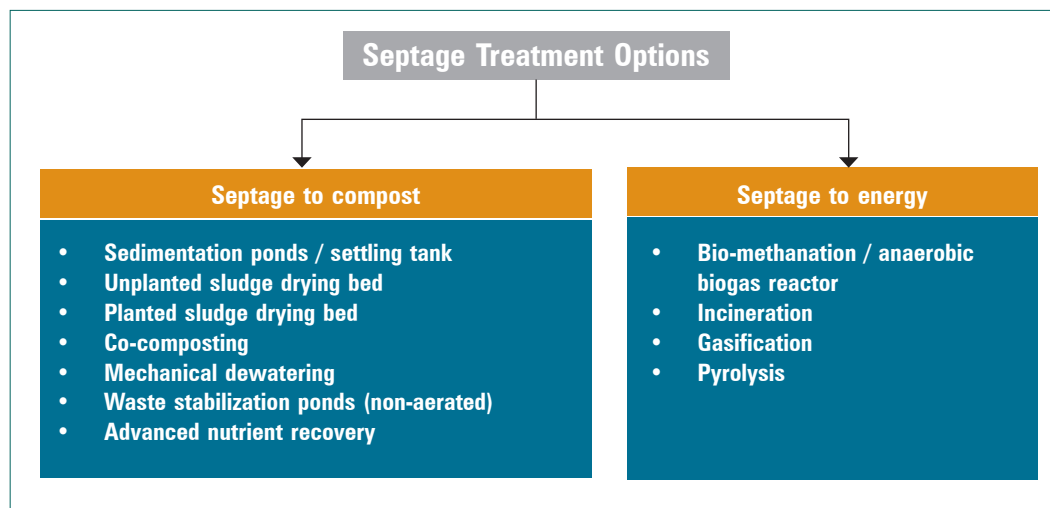 Septage Treatment Options
Septage to compost
• Sedimentation ponds / settling tank
• Unplanted sludge drying bed
• Planted sludge drying bed
• Co-composting
• Mechanical dewatering
• Waste stabilization ponds (non-aerated)
• Advanced nutrient recovery
Septage to energy
• Bio-methanation / anaerobic
biogas reactor
• Incineration
• Gasification
• Pyrolysis